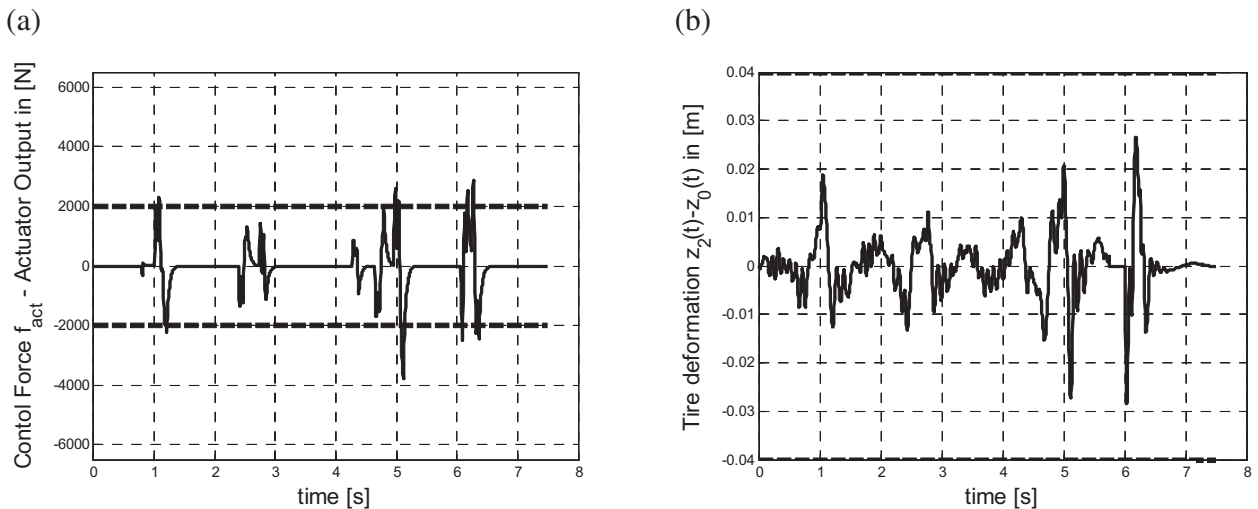 (a)
Contol Force f_act - Actuator Output in [N]
6000
4000
2000
0
-2000
-4000
-6000
0 1 2 3 4 5 6 7 8
time [s]
(b)
Tire deformation z_2(t)-z_0(t) in [m]
0.04
0.03
0.02
0.01
0
-0.01
-0.02
-0.03
-0.04
0 1 2 3 4 5 6 7 8
time [s]